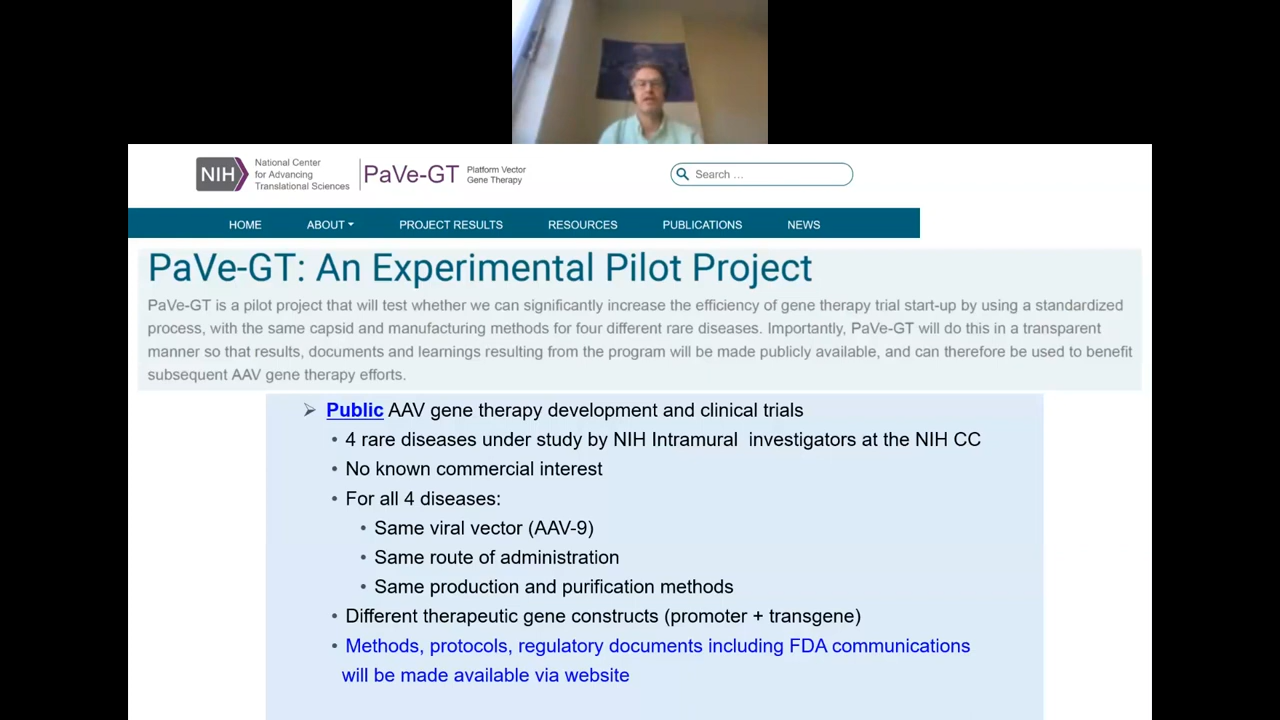 NIH
National Center
for Advancing
Translational Sciences
PaVe-GT
Platform Vector
Gene Therapy
Search ...
HOME ABOUT PROJECT RESULTS RESOURCES PUBLICATIONS NEWS
PaVe-GT: An Experimental Pilot Project
PaVe-GT is a pilot project that will test whether we can significantly increase the efficiency of gene therapy trial start-up by using a standardized
process, with the same capsid and manufacturing methods for four different rare diseases. Importantly, PaVe-GT will do this in a transparent
manner so that results, documents and learnings resulting from the program will be made publicly available, and can therefore be used to benefit
subsequent AAV gene therapy efforts.
➢ Public AAV gene therapy development and clinical trials
• 4 rare diseases under study by NIH Intramural investigators at the NIH CC
• No known commercial interest
• For all 4 diseases:
• Same viral vector (AAV-9)
• Same route of administration
• Same production and purification methods
• Different therapeutic gene constructs (promoter + transgene)
• Methods, protocols, regulatory documents including FDA communications
will be made available via website